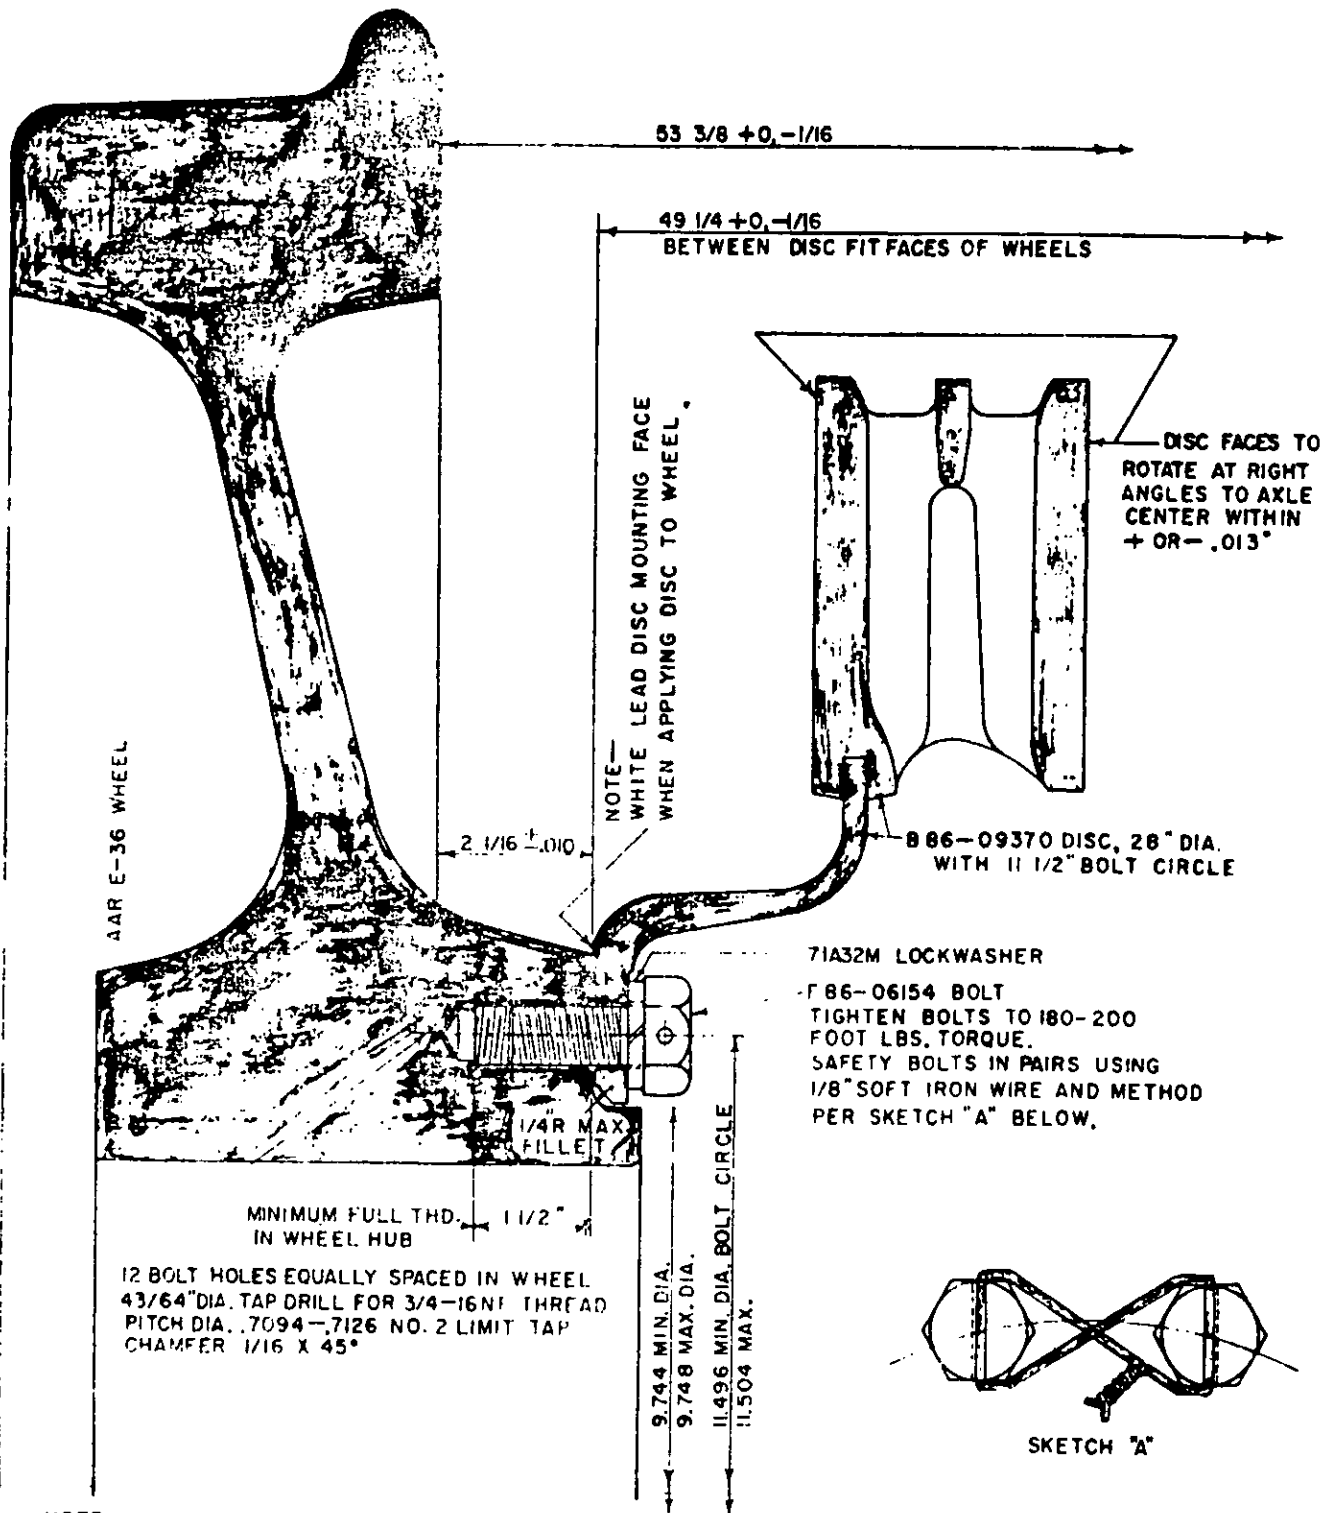 53 3/8 +0,-1/16
49 1/4 +0,-1/16
BETWEEN DISC FIT FACES OF WHEELS
DISC FACES TO
ROTATE AT RIGHT
ANGLES TO AXLE
CENTER WITHIN
+ OR - .013"
NOTE—
WHITE LEAD DISC MOUNTING FACE
WHEN APPLYING DISC TO WHEEL.
AAR E-36 WHEEL
2 1/16 ± .010
B86-09370 DISC, 28" DIA.
WITH 11 1/2" BOLT CIRCLE
71A32M LOCKWASHER
F86-06154 BOLT
TIGHTEN BOLTS TO 180-200
FOOT LBS. TORQUE.
SAFETY BOLTS IN PAIRS USING
1/8" SOFT IRON WIRE AND METHOD
PER SKETCH "A" BELOW.
1/4R MAX
FILLET
MINIMUM FULL THD.
IN WHEEL HUB
1 1/2"
12 BOLT HOLES EQUALLY SPACED IN WHEEL
43/64" DIA. TAP DRILL FOR 3/4-16NF THREAD
PITCH DIA. .7094-.7126 NO. 2 LIMIT TAP
CHAMFER 1/16 X 45°
9.744 MIN. DIA.
9.748 MAX. DIA.
11.496 MIN. DIA. BOLT CIRCLE
11.504 MAX.
SKETCH "A"